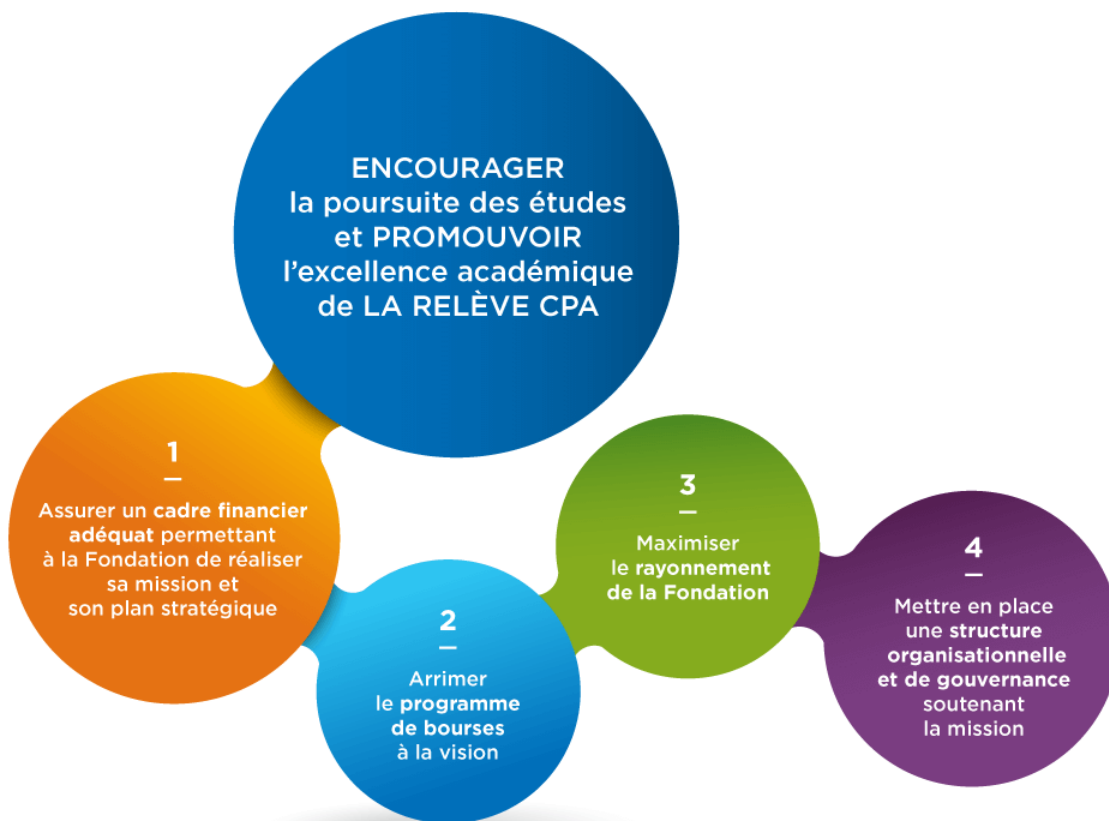 ENCOURAGER
la poursuite des études
et PROMOUVOIR
l’excellence académique
de LA RELÈVE CPA
1
Assurer un cadre financier
adéquat permettant
à la Fondation de réaliser
sa mission et
son plan stratégique
2
Arrimer
le programme
de bourses
à la vision
3
Maximiser
le rayonnement
de la Fondation
4
Mettre en place
une structure
organisationnelle
et de gouvernance
soutenant
la mission